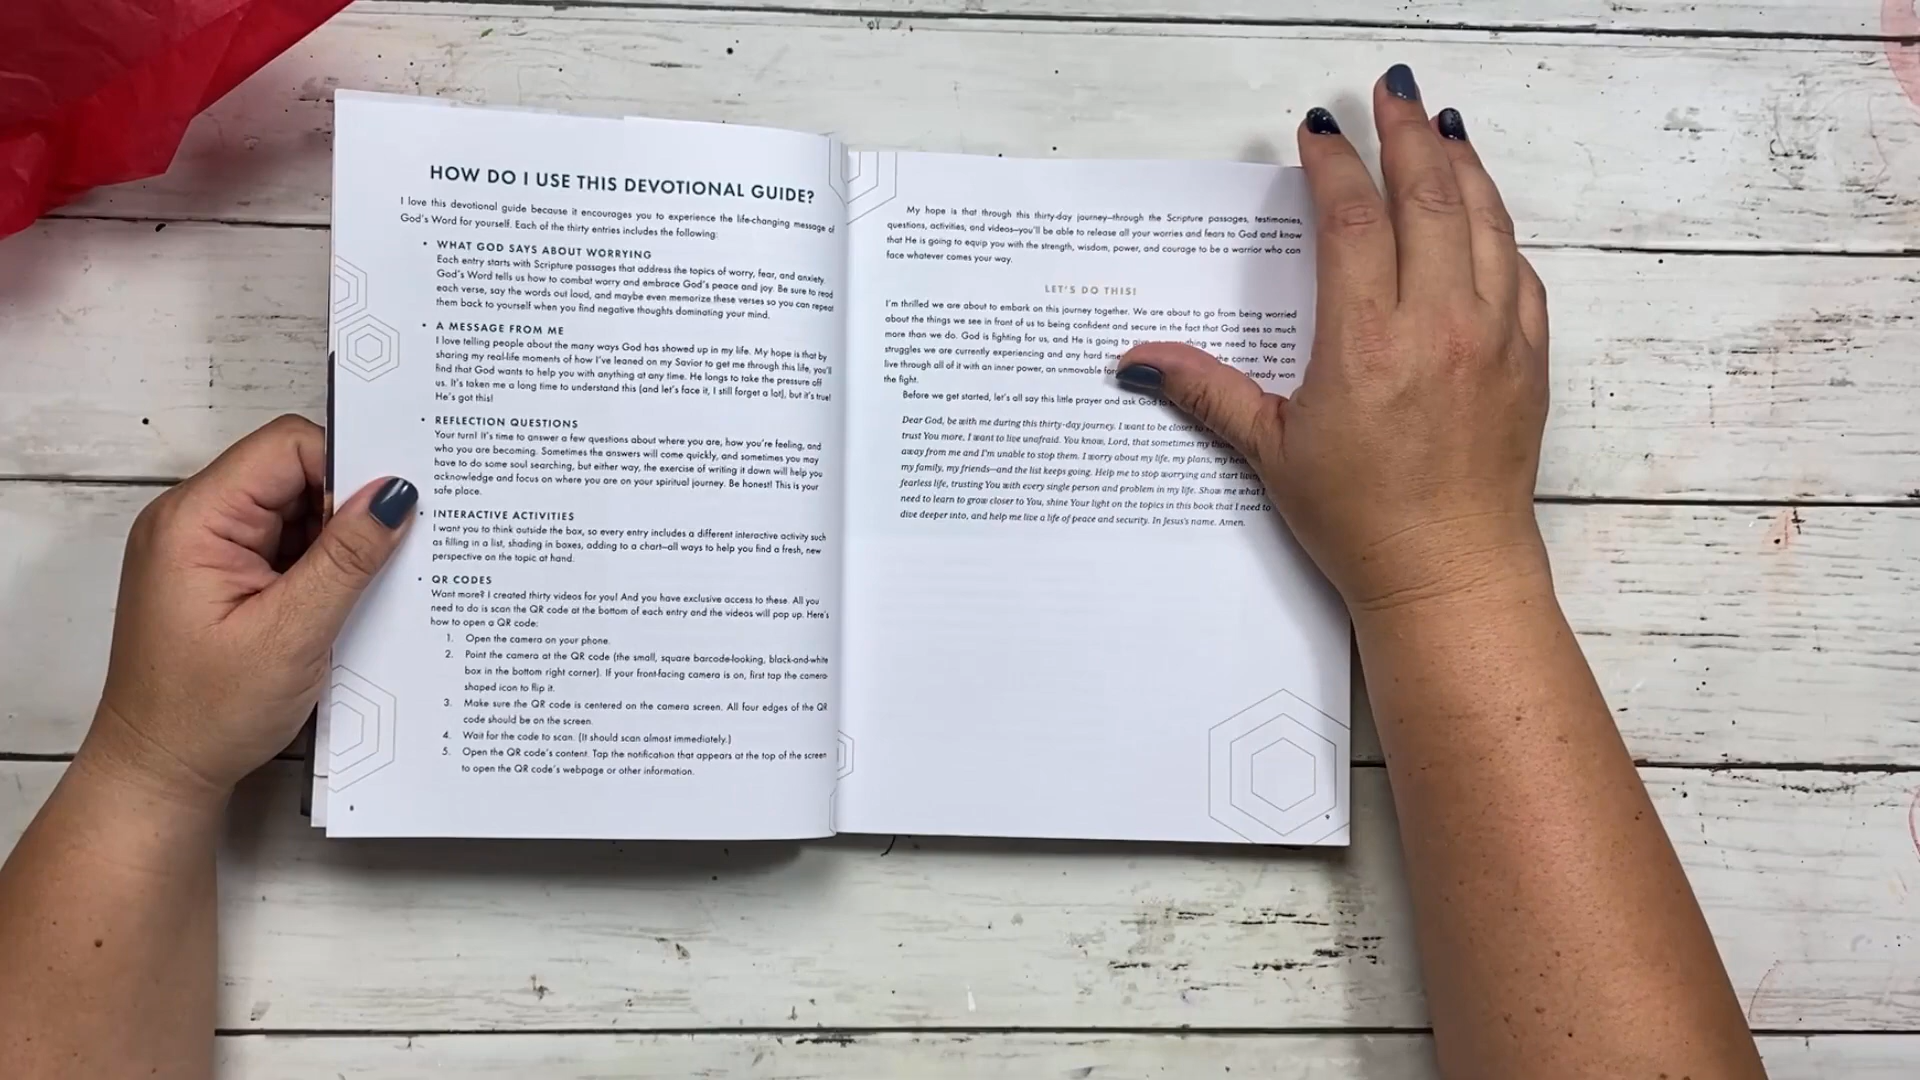 HOW DO I USE THIS DEVOTIONAL GUIDE?
I love this devotional guide because it encourages you to experience the life-changing message of
God's Word for yourself. Each of the thirty entries includes the following:
• WHAT GOD SAYS ABOUT WORRYING
Each entry starts with Scripture passages that address the topics of worry, fear, and anxiety.
God's Word tells us how to combat worry and embrace God's peace and joy. Be sure to read
each verse, say the words out loud, and maybe even memorize these verses so you can repeat
them back to yourself when you find negative thoughts dominating your mind.
• A MESSAGE FROM ME
I love telling people about the many ways God has showed up in my life. My hope is that by
sharing my real-life moments of how I've leaned on my Savior to get me through this life, you'll
find that God wants to help you with anything at any time. He longs to take the pressure off
us. It's taken me a long time to understand this (and let's face it, I still forget a lot), but it's true!
He's got this!
• REFLECTION QUESTIONS
Your turn! It's time to answer a few questions about where you are, how you're feeling, and
who you are becoming. Sometimes the answers will come quickly, and sometimes you may
have to do some soul searching, but either way, the exercise of writing it down will help you
acknowledge and focus on where you are on your spiritual journey. Be honest! This is your
safe place.
• INTERACTIVE ACTIVITIES
I want you to think outside the box, so every entry includes a different interactive activity such
as filling in a list, shading in boxes, adding to a chart—all ways to help you find a fresh, new
perspective on the topic at hand.
• QR CODES
Want more? I created thirty videos for you! And you have exclusive access to these. All you
need to do is scan the QR code at the bottom of each entry and the videos will pop up. Here's
how to open a QR code:
1. Open the camera on your phone.
2. Point the camera at the QR code (the small, square barcode-looking, black-and-white
box in the bottom right corner). If your front-facing camera is on, first tap the camera
shaped icon to flip it.
3. Make sure the QR code is centered on the camera screen. All four edges of the QR
code should be on the screen.
4. Wait for the code to scan. (It should scan almost immediately.)
5. Open the QR code's content. Tap the notification that appears at the top of the screen
to open the QR code's webpage or other information.
8
My hope is that through this thirty-day journey—through the Scripture passages, testimonies,
questions, activities, and videos—you'll be able to release all your worries and fears to God and know
that He is going to equip you with the strength, wisdom, power, and courage to be a warrior who can
face whatever comes your way.
LET'S DO THIS!
I'm thrilled we are about to embark on this journey together. We are about to go from being worried
about the things we see in front of us to being confident and secure in the fact that God sees so much
more than we do. God is fighting for us, and He is going to we need to face any
struggles we are currently experiencing and any hard the corner. We can
live through all of it with an inner power, an unmovable already won
the fight.
Before we get started, let's all say this little prayer and ask God
Dear God, be with me during this thirty-day journey. I want to be closer
trust You more. I want to live unafraid. You know, Lord, that sometimes my
away from me and I'm unable to stop them. I worry about my life, my plans, my
my family, my friends—and the list keeps going. Help me to stop worrying and start
fearless life, trusting You with every single person and problem in my life. Show me what I
need to learn to grow closer to You, shine Your light on the topics in this book that I need to
dive deeper into, and help me live a life of peace and security. In Jesus's name. Amen.
9